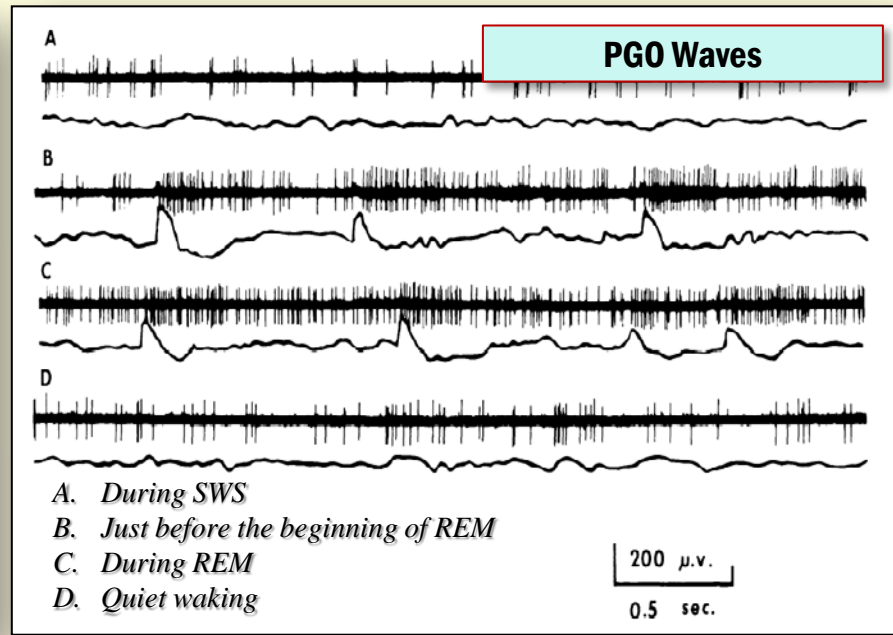 A
PGO Waves
B
C
D
A. During SWS
B. Just before the beginning of REM
C. During REM
D. Quiet waking
200 μ.v.
0.5 sec.